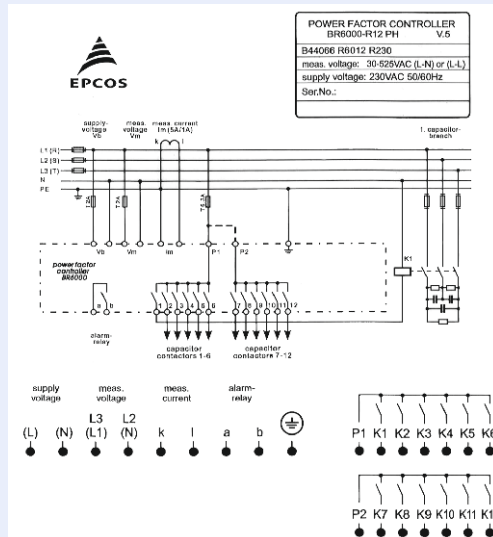 POWER FACTOR CONTROLLER
BR6000-R12 PH V.5
B44066 R6012 R230
meas. voltage: 30-525VAC (L-N) or (L-L)
supply voltage: 230VAC 50/60Hz
Ser.No.:
EPCOS
supply-voltage Vb
meas. voltage Vm
meas. current Im (5A/1A)
k l
1. capacitor-branch
L1 (R)
L2 (S)
L3 (T)
N
PE
Vb Vm Im P1 P2
K1
power factor controller BR6000
a b
1 2 3 4 5 6
7 8 9 10 11 12
alarm-relay
capacitor contactors 1-6
capacitor contactors 7-12
supply voltage
meas. voltage
meas. current
alarm-relay
L3 L2
(L) (N) (L1) (N) k l a b
P1 K1 K2 K3 K4 K5 K6
P2 K7 K8 K9 K10 K11